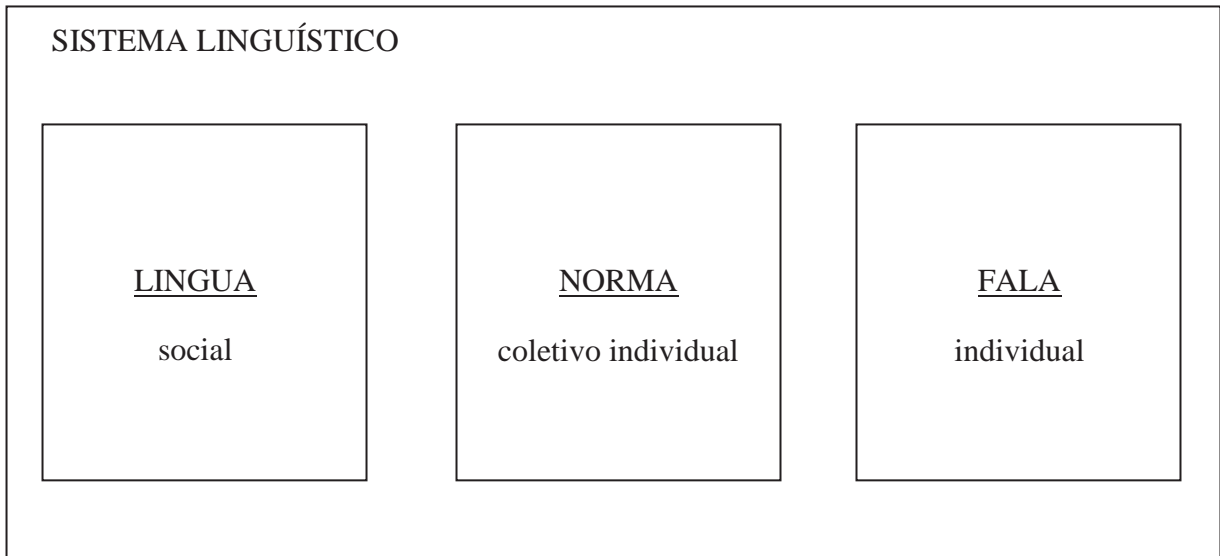 SISTEMA LINGUÍSTICO
LINGUA
social
NORMA
coletivo individual
FALA
individual